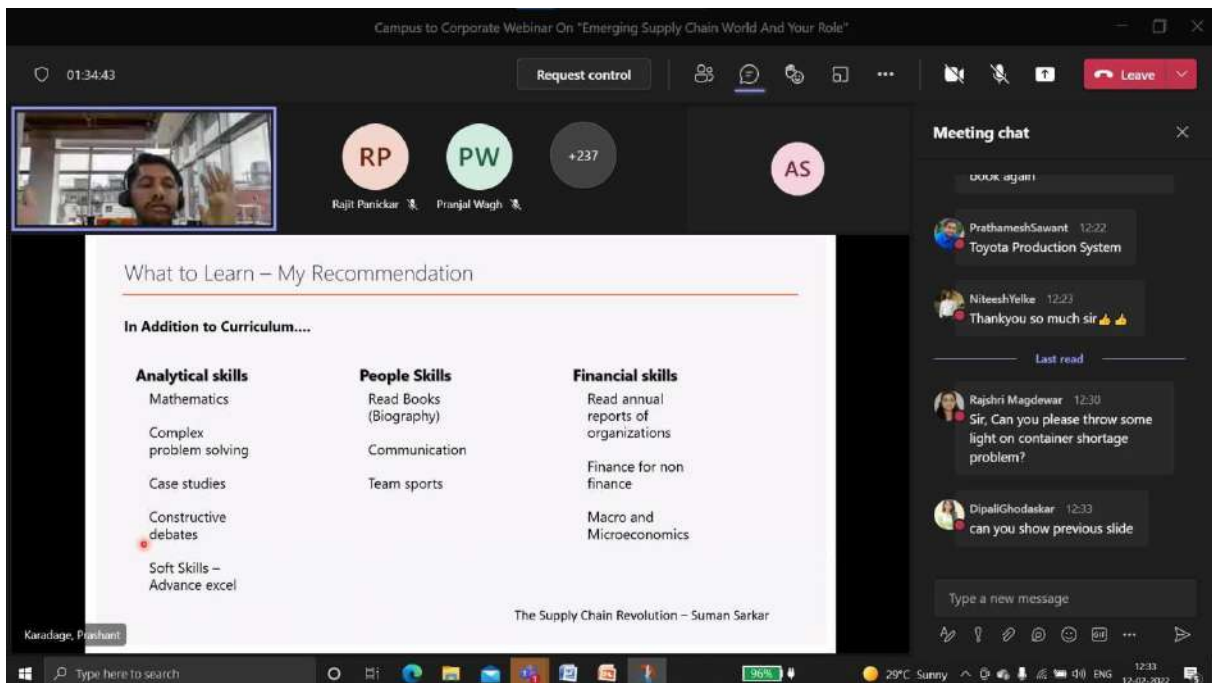 Campus to Corporate Webinar On "Emerging Supply Chain World And Your Role"
01:34:43
Request control
Leave
RP
PW
+237
AS
Rajit Panickar
Pranjal Wagh
What to Learn – My Recommendation
In Addition to Curriculum....
Analytical skills
Mathematics
Complex
problem solving
Case studies
Constructive
debates
Soft Skills –
Advance excel
People Skills
Read Books
(Biography)
Communication
Team sports
Financial skills
Read annual
reports of
organizations
Finance for non
finance
Macro and
Microeconomics
The Supply Chain Revolution – Suman Sarkar
Karadage, Prashant
Meeting chat
book again
PrathameshSawant 12:22
Toyota Production System
NiteeshYelke 12:23
Thankyou so much sir👍👍
Last read
Rajshri Magdewar 12:30
Sir, Can you please throw some
light on container shortage
problem?
DipaliGhodaskar 12:33
can you show previous slide
Type a new message
GIF
Type here to search
96%
29°C Sunny
ENG
12:33
12-02-2022